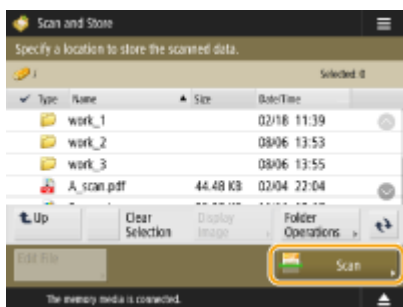 Scan and Store
Specify a location to store the scanned data.
/ Selected: 0
Type Name ▲ Size Date/Time
work_1 02/18 11:39
work_2 08/06 13:53
work_3 08/06 13:55
A_scan.pdf 44.48 KB 02/04 22:04
Up Clear Selection Display Image Folder Operations
Edit File Scan
The memory media is connected.